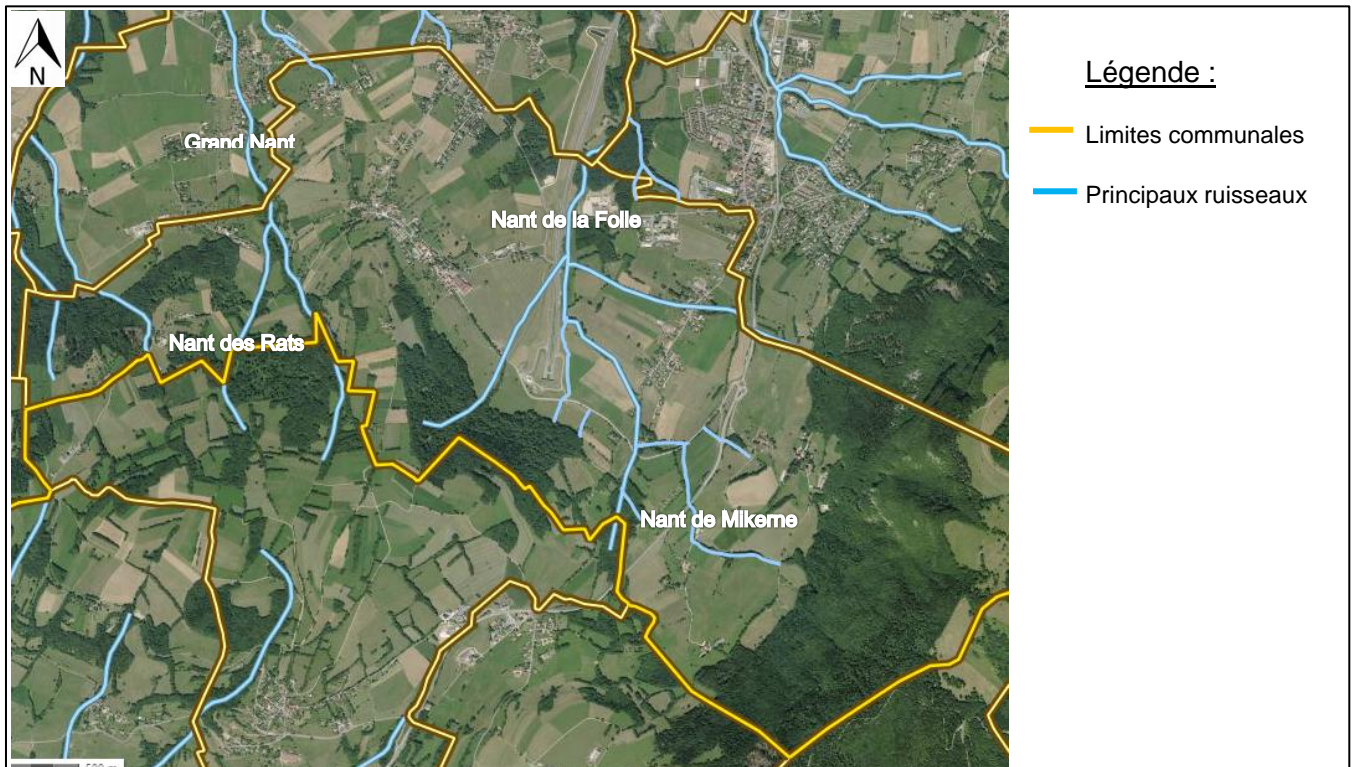 N
Légende :
Limites communales
Principaux ruisseaux
Grand Nant
Nant de la Folle
Nant des Rats
Nant de Mikerne